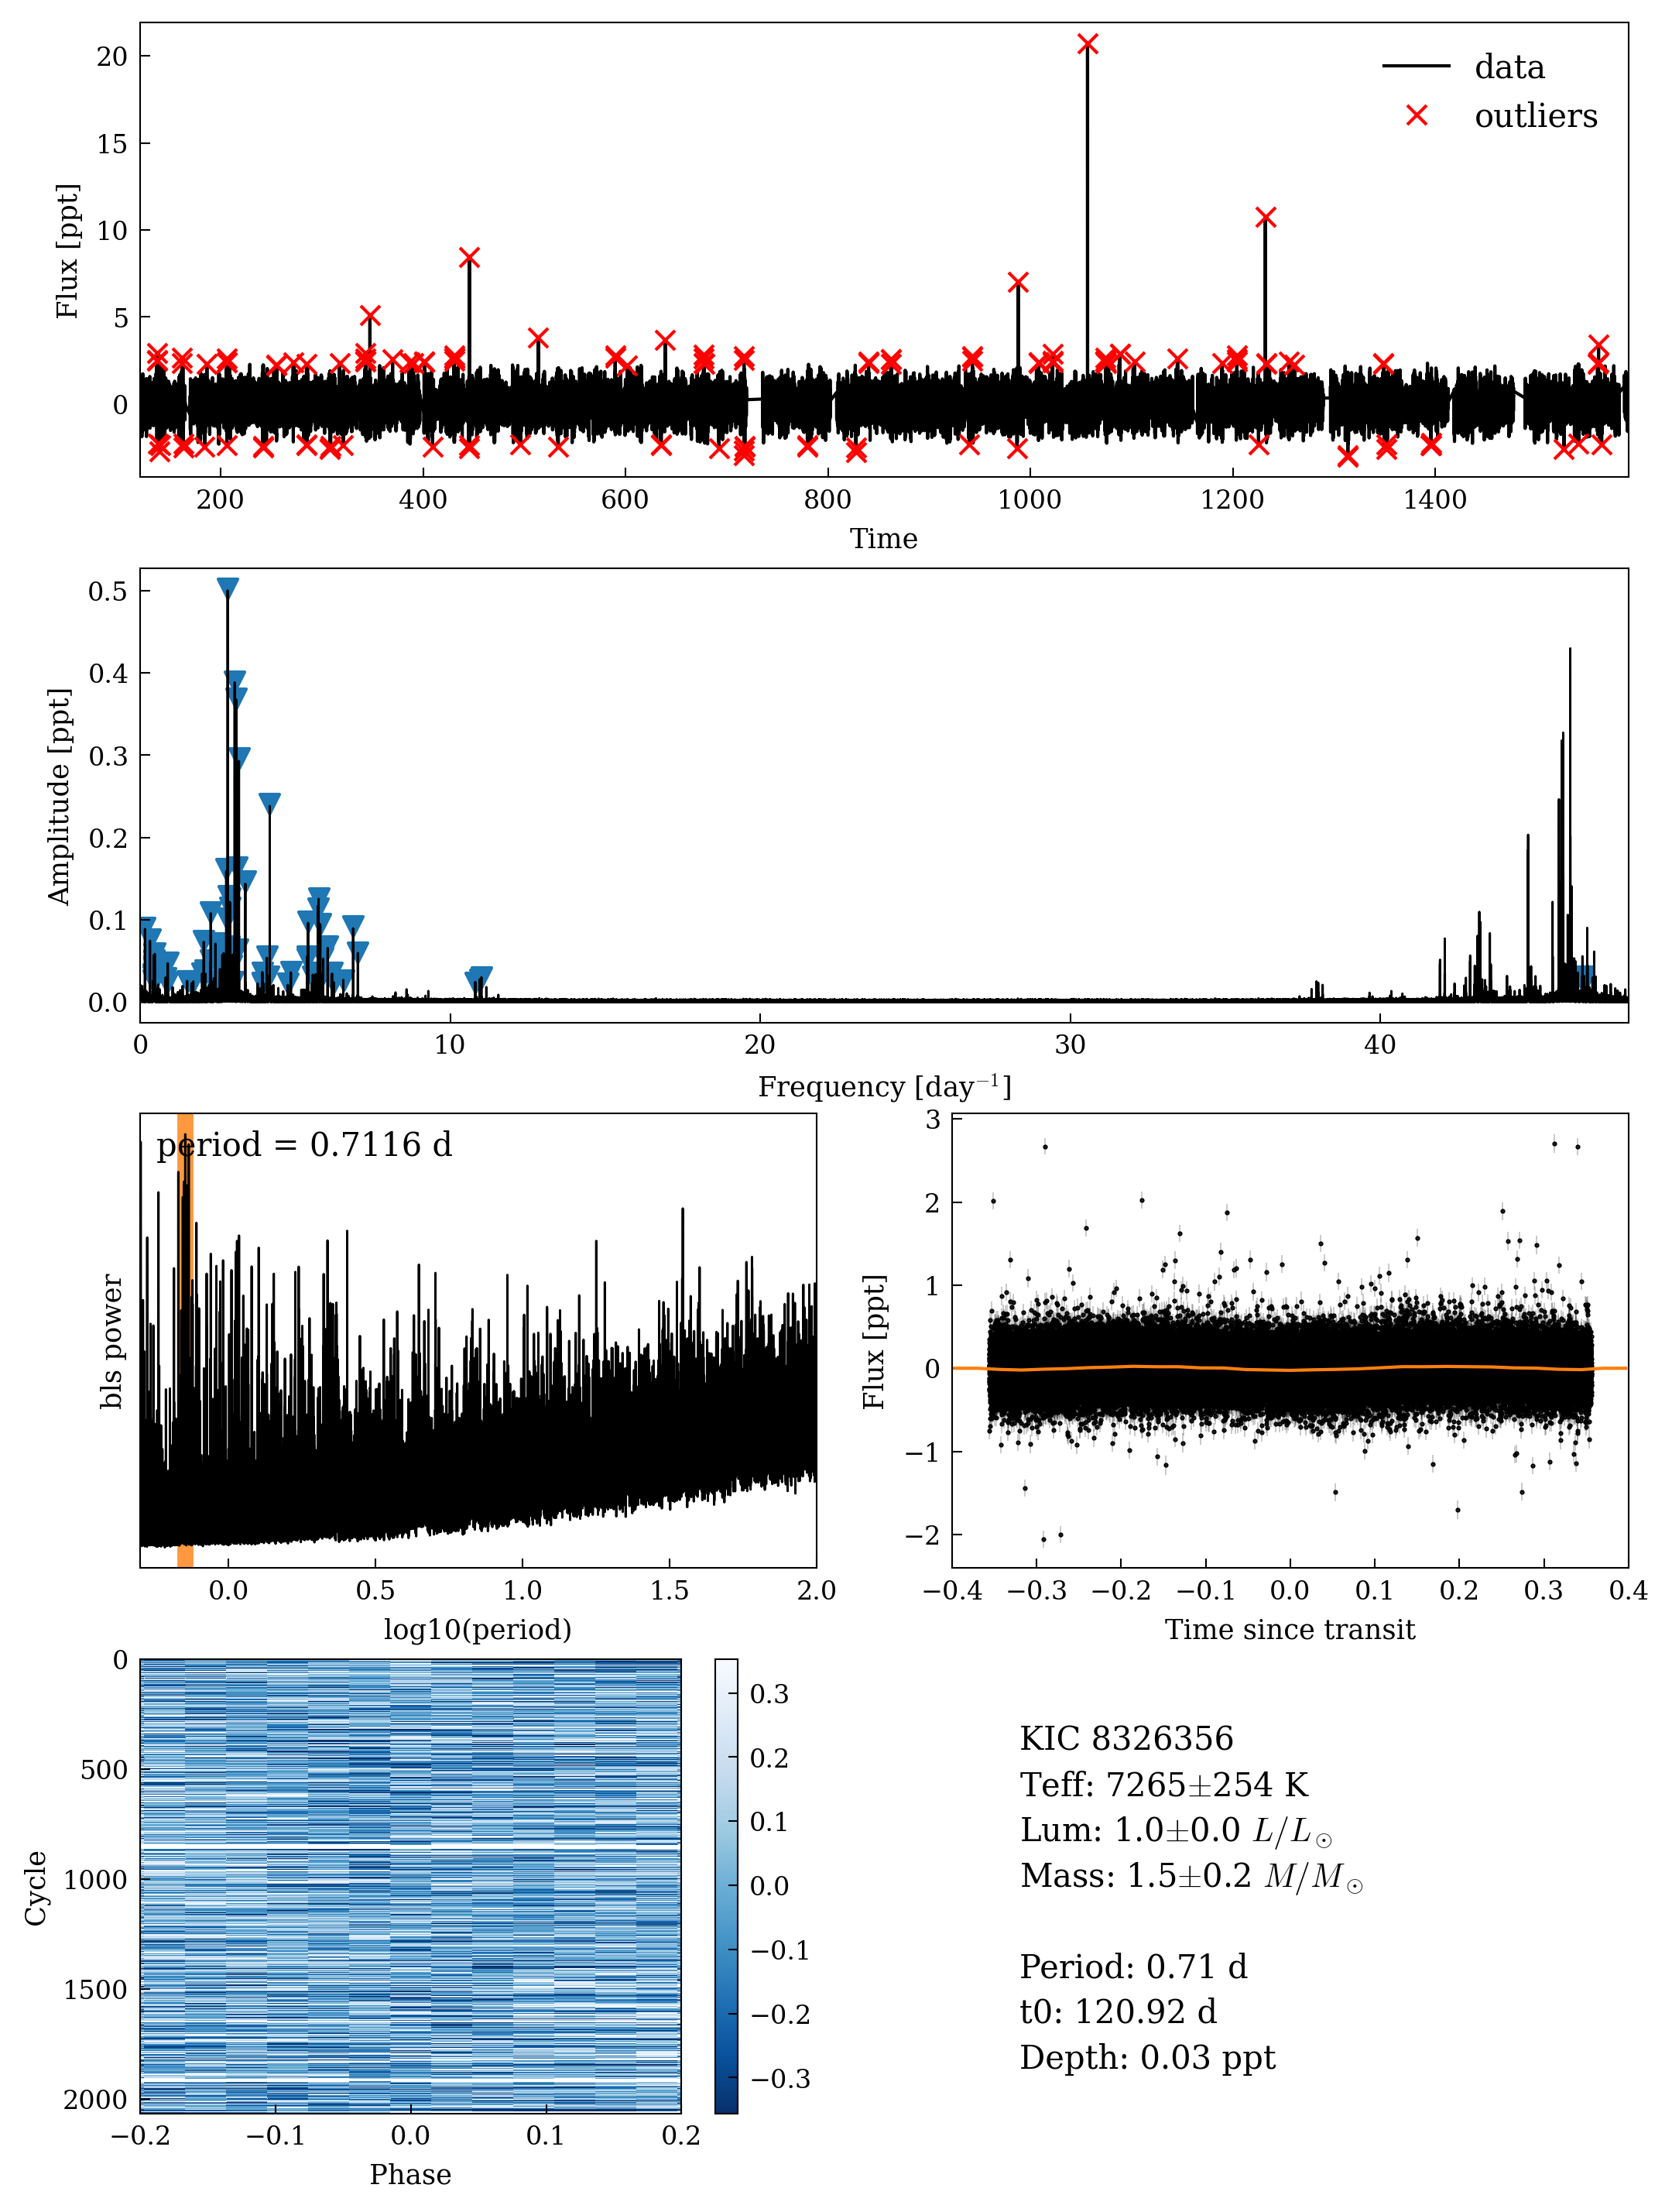 20
15
10
5
0
Flux [ppt]
data
outliers
200 400 600 800 1000 1200 1400
Time
0.5
0.4
0.3
0.2
0.1
0.0
Amplitude [ppt]
0 10 20 30 40
Frequency [day⁻¹]
period = 0.7116 d
bls power
0.0 0.5 1.0 1.5 2.0
log10(period)
3
2
1
0
−1
−2
Flux [ppt]
−0.4 −0.3 −0.2 −0.1 0.0 0.1 0.2 0.3 0.4
Time since transit
0
500
1000
1500
2000
Cycle
−0.2 −0.1 0.0 0.1 0.2
Phase
0.3
0.2
0.1
0.0
−0.1
−0.2
−0.3
KIC 8326356
Teff: 7265±254 K
Lum: 1.0±0.0 L/L⊙
Mass: 1.5±0.2 M/M⊙
Period: 0.71 d
t0: 120.92 d
Depth: 0.03 ppt